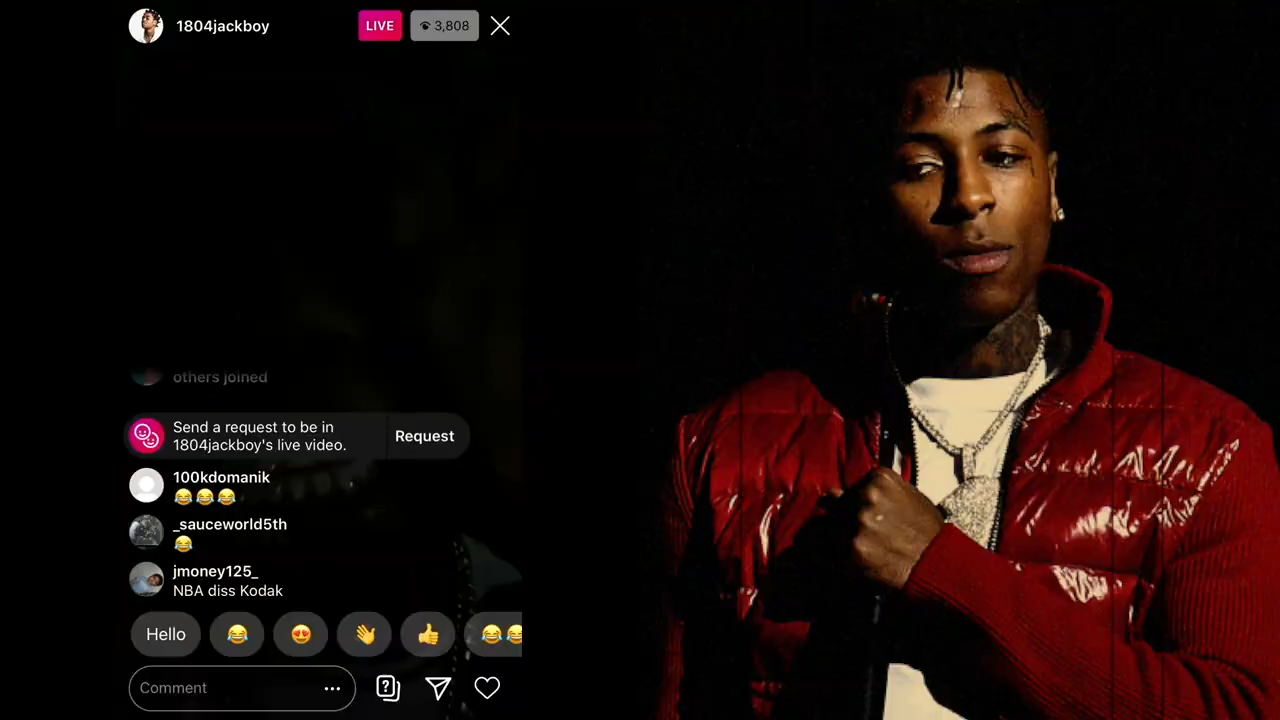 1804jackboy
LIVE
3,808
others joined
Send a request to be in
1804jackboy's live video.
Request
100kdomanik
😂😂😂
_sauceworld5th
😂
jmoney125_
NBA diss Kodak
Hello
Comment